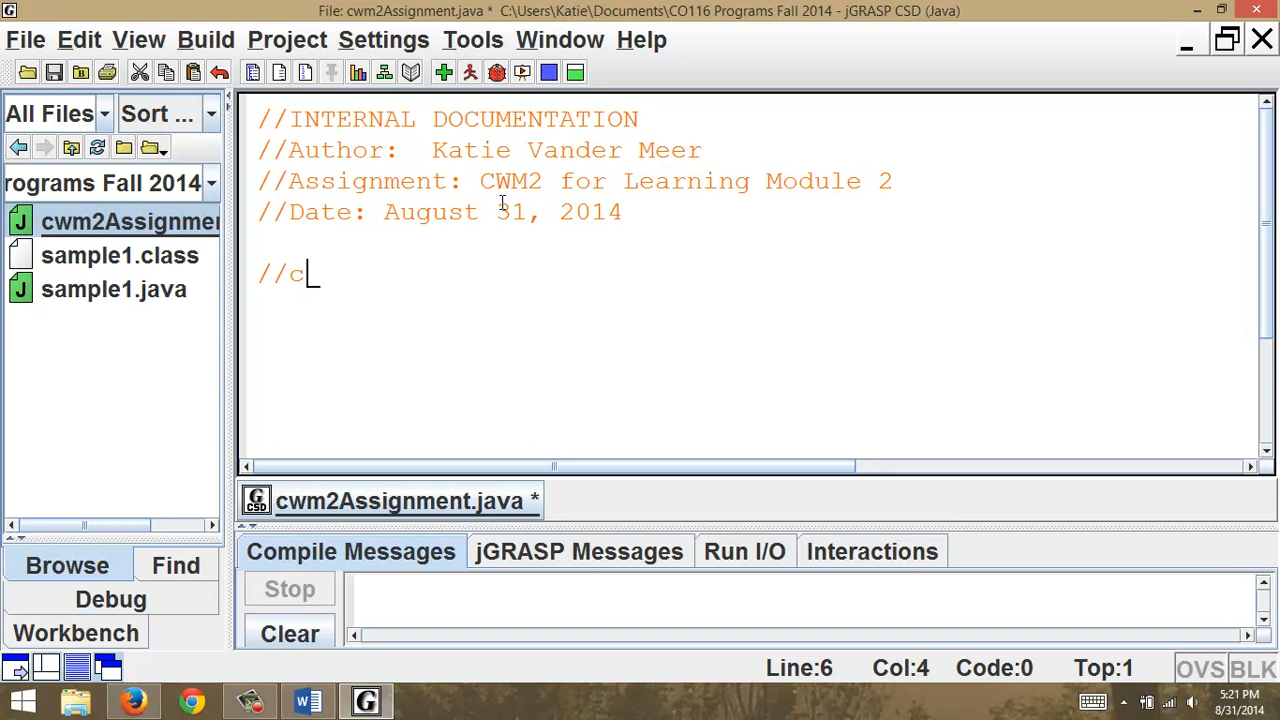 File: cwm2Assignment.java * C:\Users\Katie\Documents\CO116 Programs Fall 2014 - jGRASP CSD (Java)
File Edit View Build Project Settings Tools Window Help
All Files Sort ...
rograms Fall 2014
cwm2Assignmer
sample1.class
sample1.java
//INTERNAL DOCUMENTATION
//Author:  Katie Vander Meer
//Assignment: CWM2 for Learning Module 2
//Date: August 31, 2014
//c
G CSD
cwm2Assignment.java *
Browse Find
Debug
Workbench
Compile Messages jGRASP Messages Run I/O Interactions
Stop
Clear
Line:6 Col:4 Code:0 Top:1 OVS BLK
5:21 PM
8/31/2014